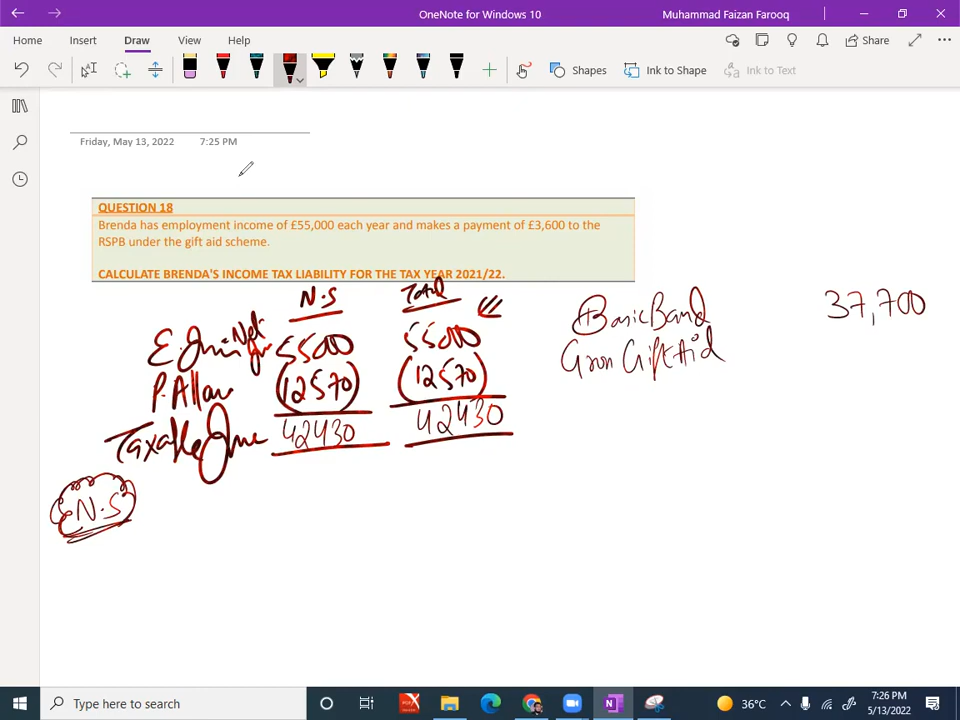 OneNote for Windows 10
Muhammad Faizan Farooq
Home Insert Draw View Help
Share
Shapes
Ink to Shape
Ink to Text
Friday, May 13, 2022 7:25 PM
QUESTION 18
Brenda has employment income of £55,000 each year and makes a payment of £3,600 to the
RSPB under the gift aid scheme.
CALCULATE BRENDA'S INCOME TAX LIABILITY FOR THE TAX YEAR 2021/22.
N.S Total
55000 55000
P.Allow (12570) (12570)
Taxable 42430 42430
N.S
Basic Band 37,700
Gift Aid
Type here to search
36°C
7:26 PM
5/13/2022